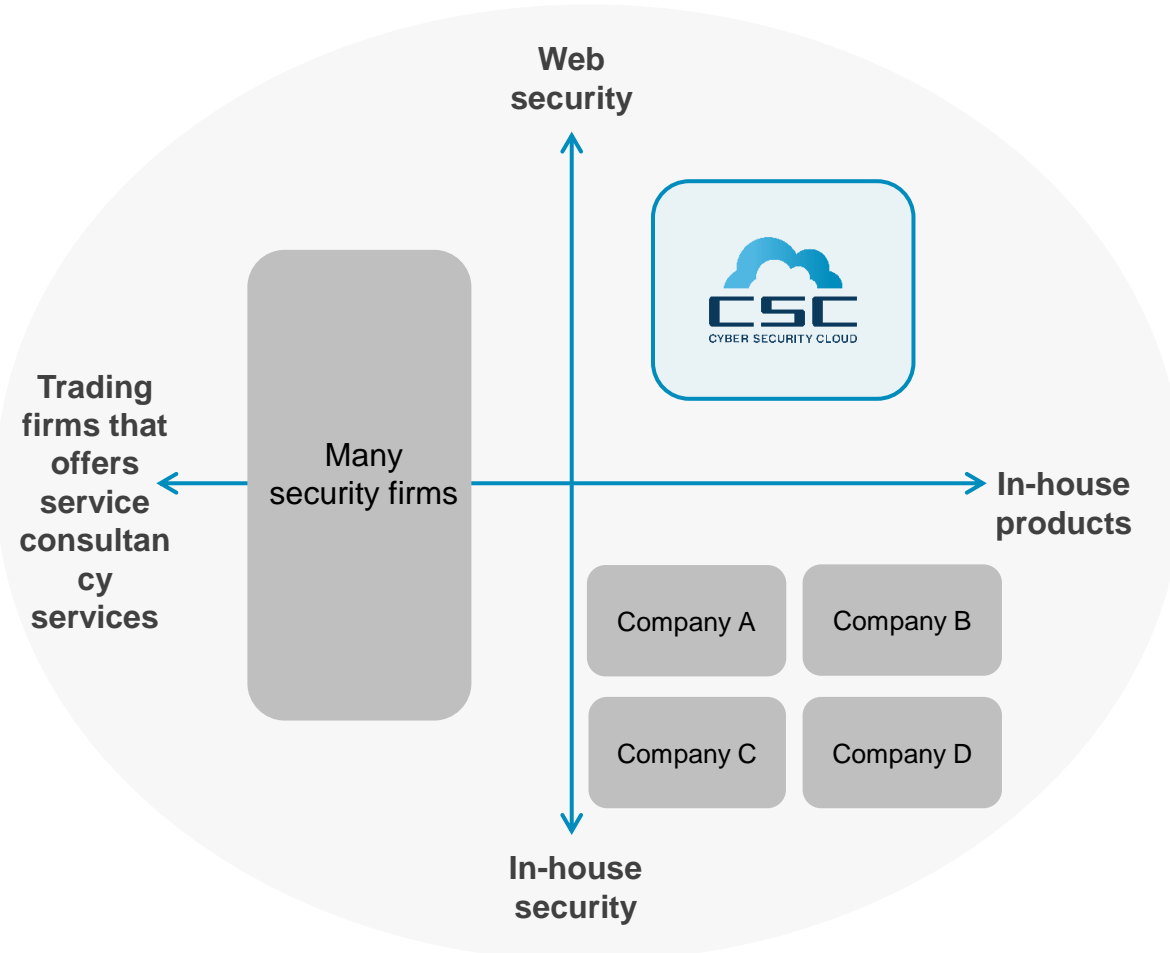 Web
security
CSC
CYBER SECURITY CLOUD
Trading
firms that
offers
service
consultan
cy
services
Many
security firms
In-house
products
Company A
Company B
Company C
Company D
In-house
security